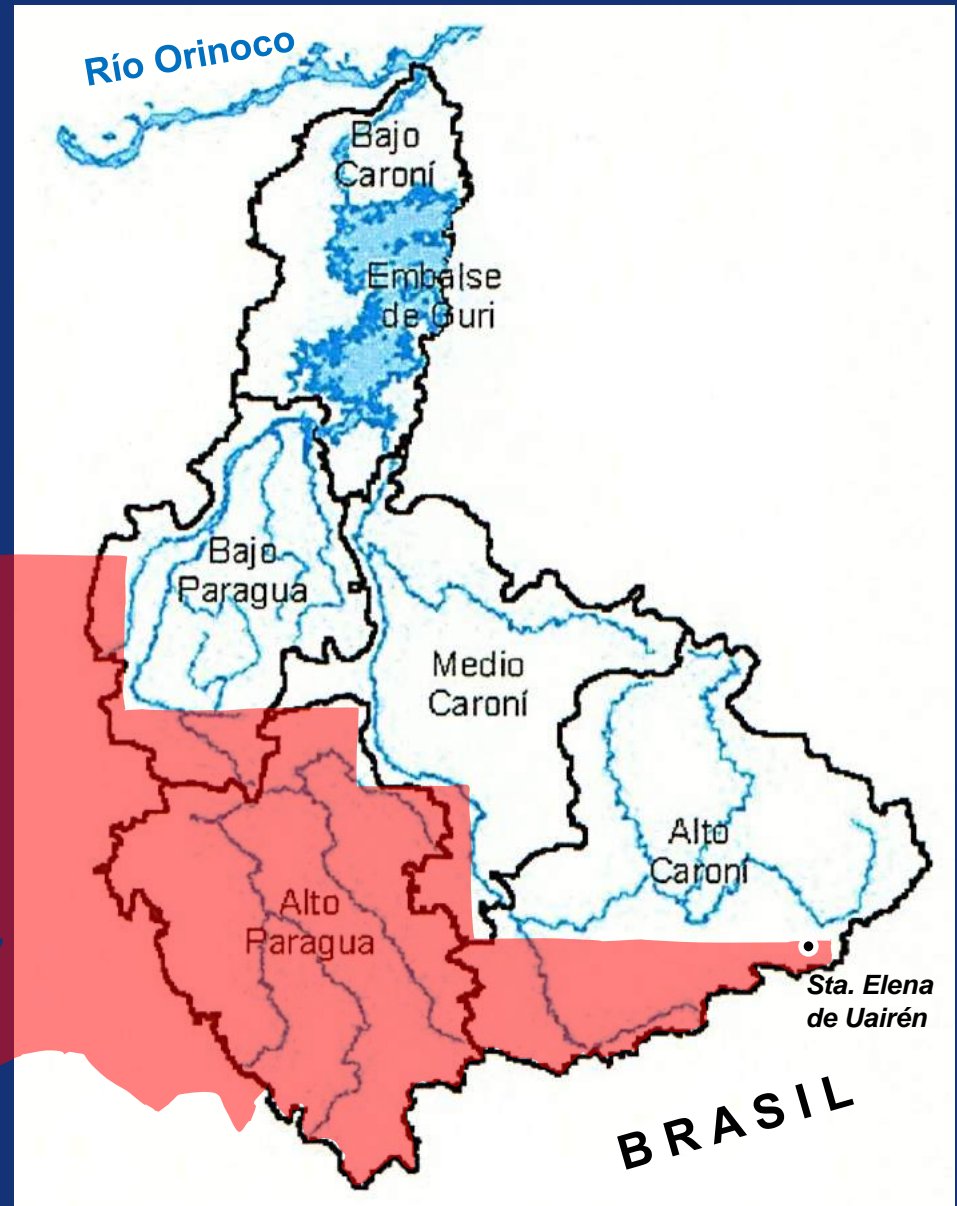 Río Orinoco
Bajo
Caroní
Embalse
de Guri
Bajo
Paragua
Medio
Caroní
Alto
Caroní
Alto
Paragua
Sta. Elena
de Uairén
BRASIL